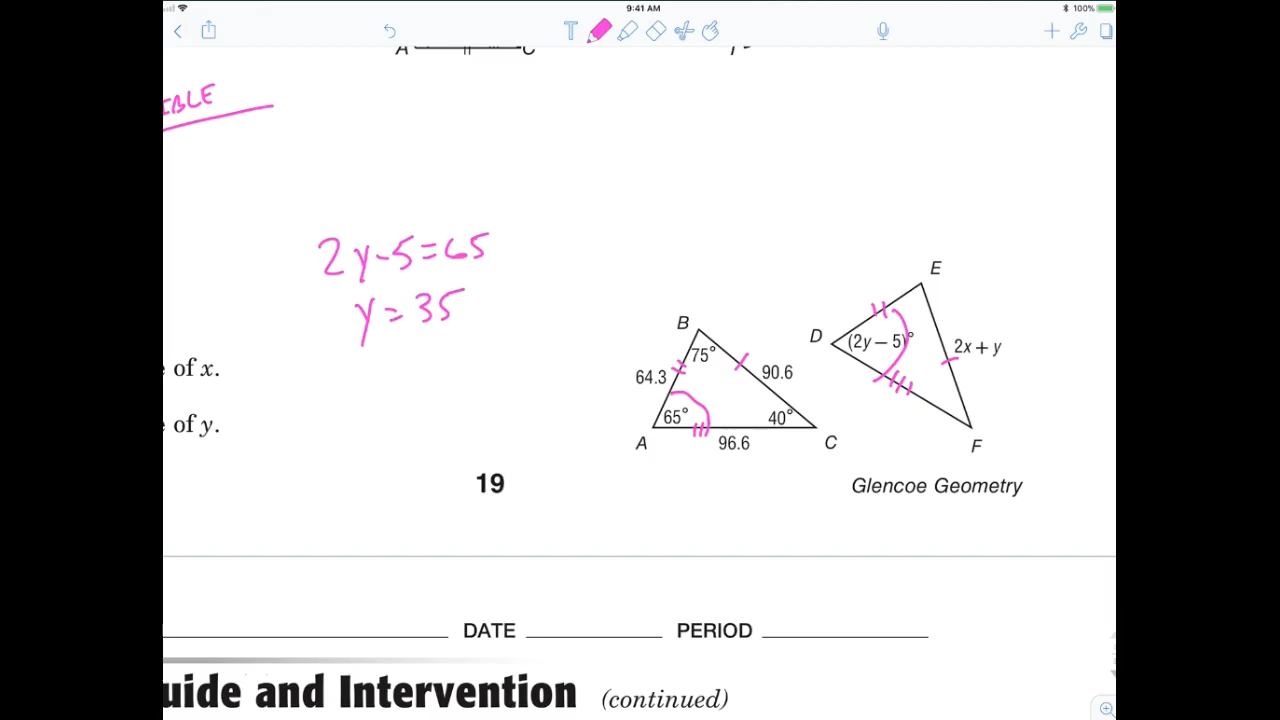 9:41 AM
100%
T
A C
IBLE
2y-5=65
y=35
E
B
D
(2y – 5)°
2x + y
75°
of x.
64.3
90.6
65°
40°
of y.
A
96.6
C
F
19
Glencoe Geometry
DATE PERIOD
uide and Intervention (continued)